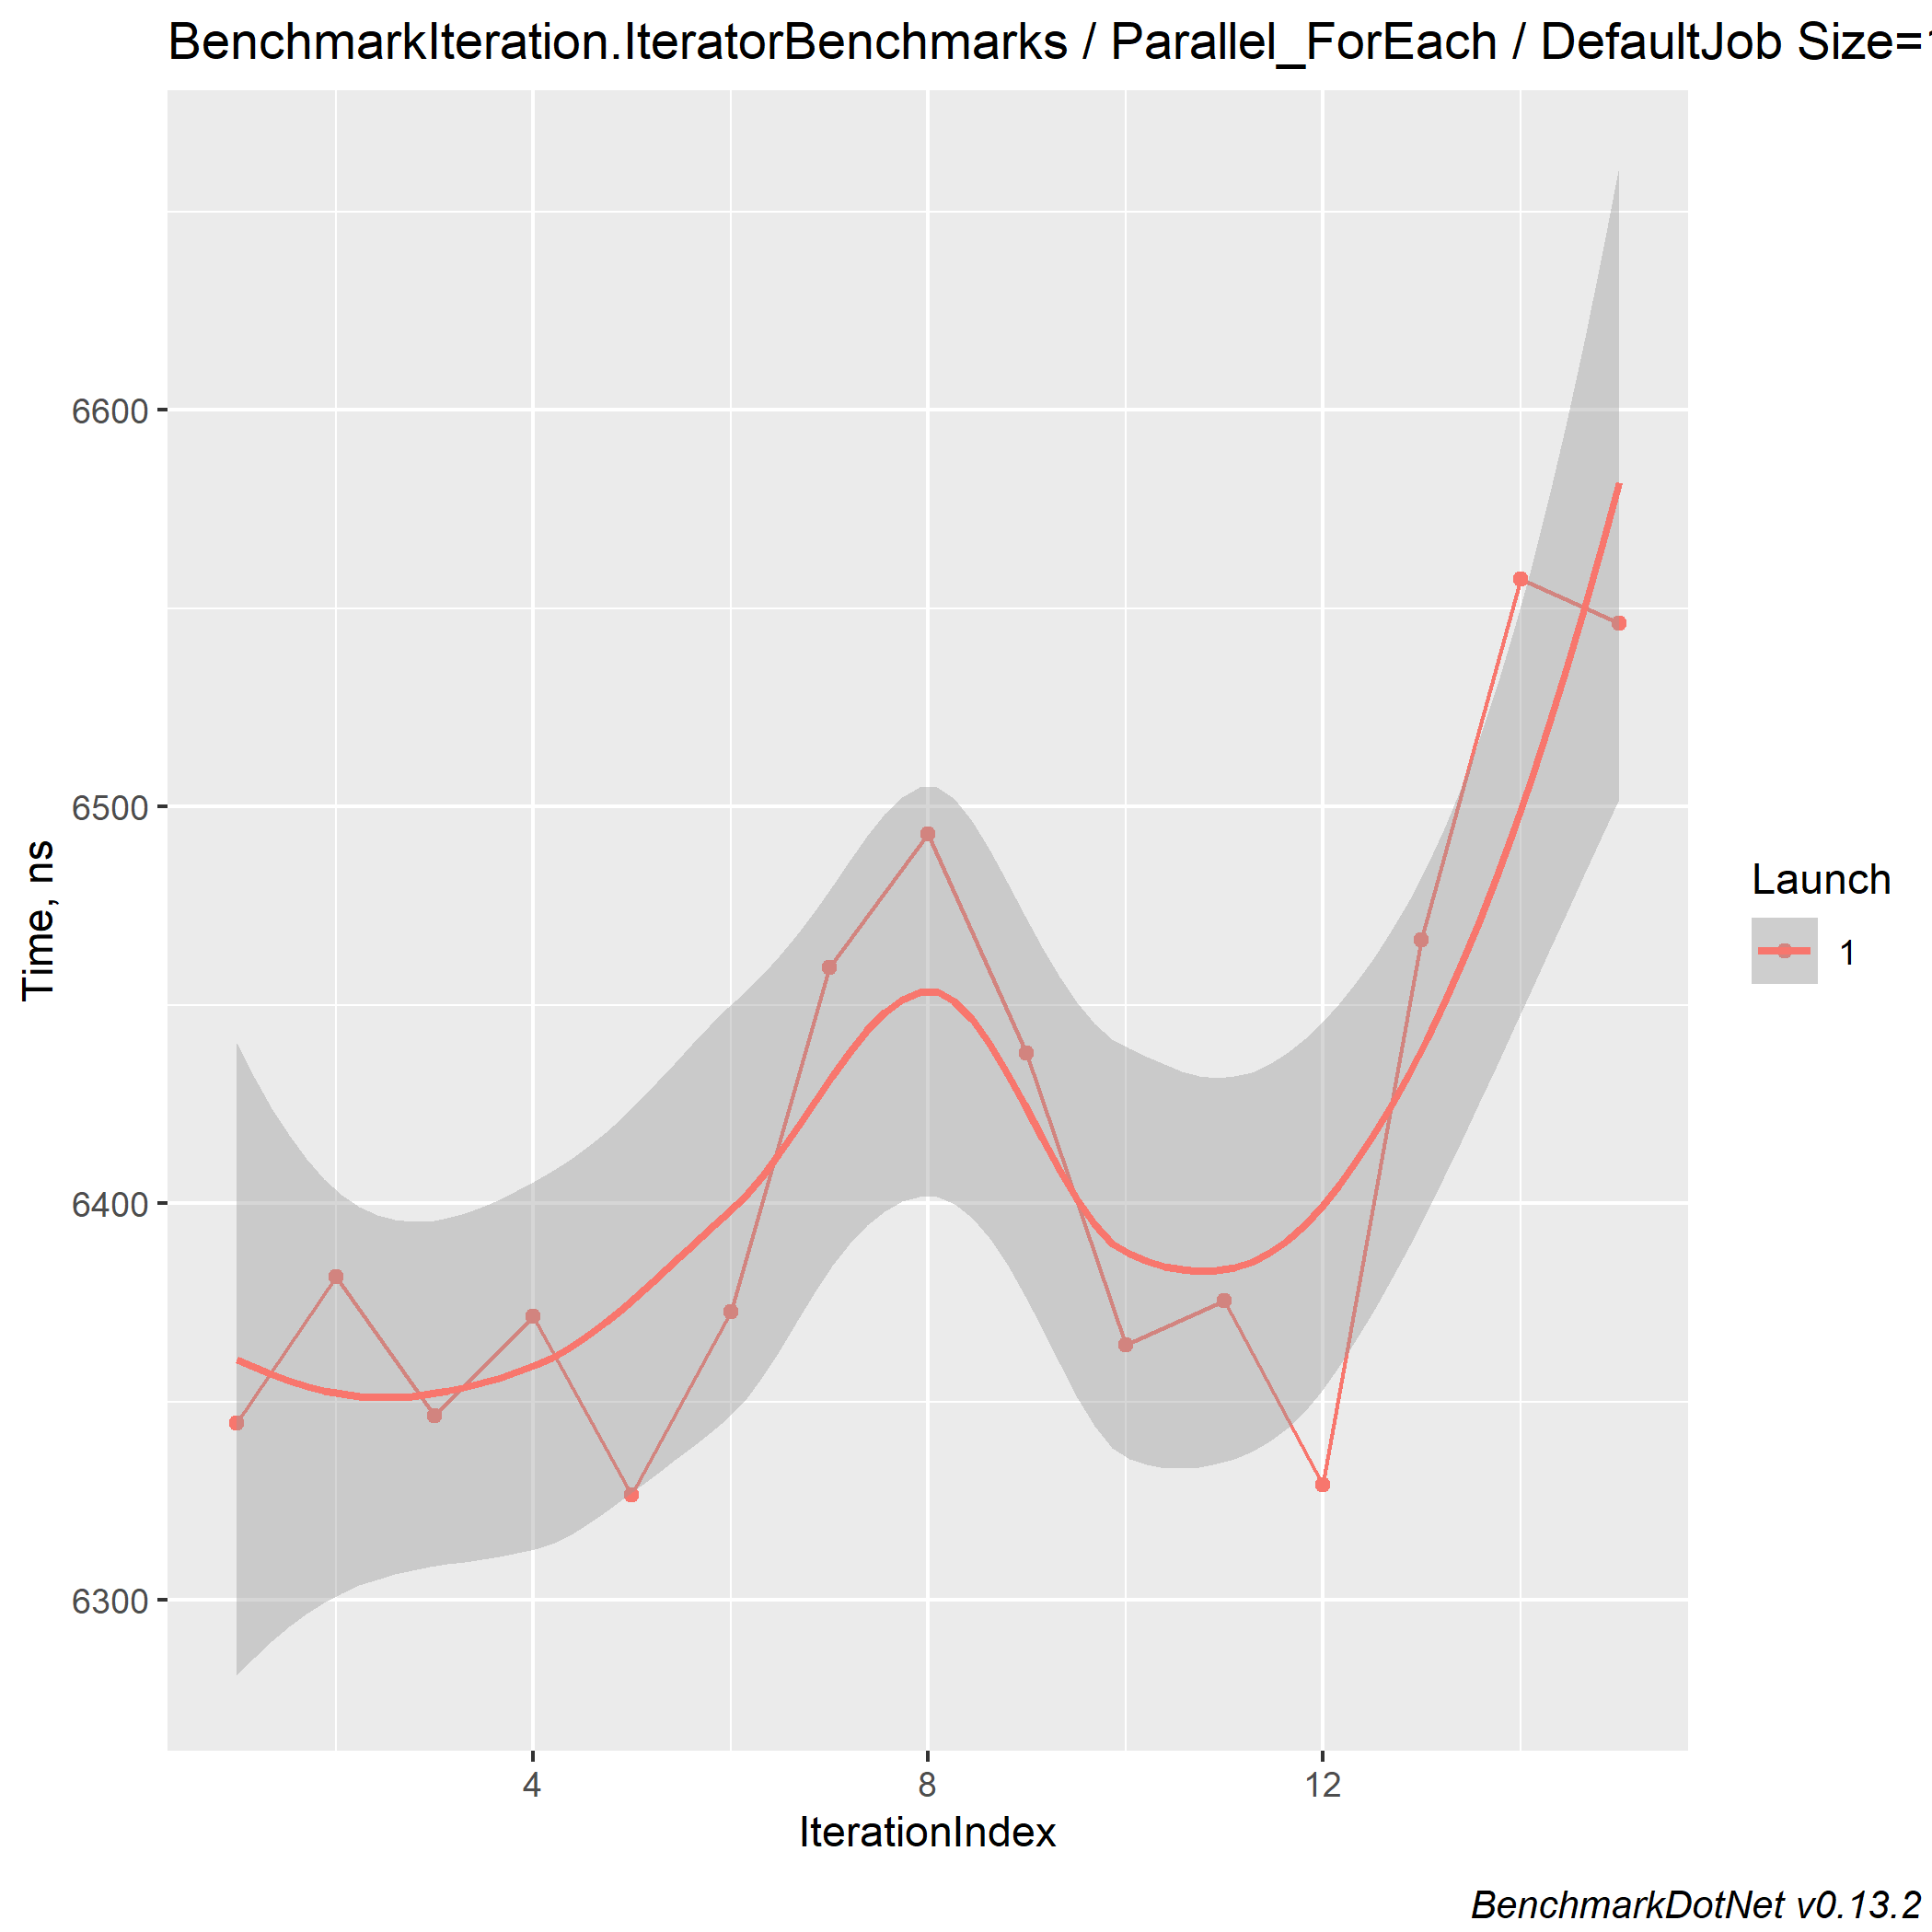 BenchmarkIteration.IteratorBenchmarks / Parallel_ForEach / DefaultJob Size=
6600
6500
6400
6300
Time, ns
4
8
12
IterationIndex
Launch
1
BenchmarkDotNet v0.13.2